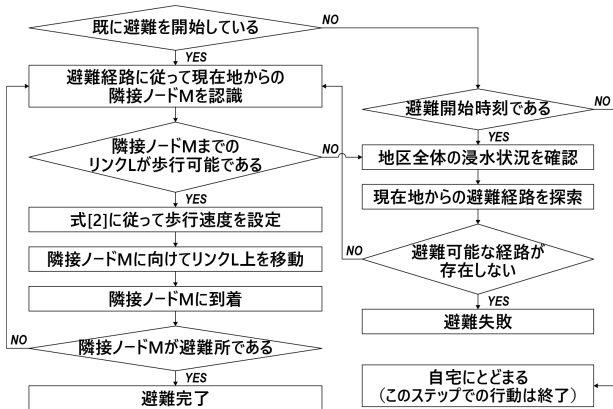 既に避難を開始している
NO
YES
避難経路に従って現在地からの
隣接ノードMを認識
隣接ノードMまでの
リンクLが歩行可能である
NO
YES
式[2]に従って歩行速度を設定
隣接ノードMに向けてリンクL上を移動
隣接ノードMに到着
隣接ノードMが避難所である
NO
YES
避難完了
避難開始時刻である
NO
YES
地区全体の浸水状況を確認
現在地からの避難経路を探索
避難可能な経路が
存在しない
NO
YES
避難失敗
自宅にとどまる
(このステップでの行動は終了)